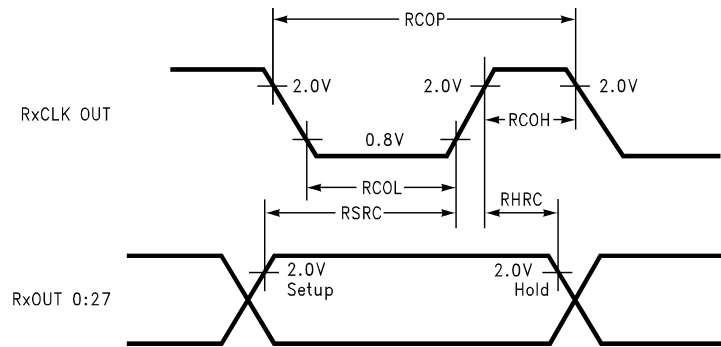 RCOP
RxCLK OUT
2.0V
2.0V
2.0V
RCOH
0.8V
RCOL
RSRC
RHRC
RxOUT 0:27
2.0V
Setup
2.0V
Hold